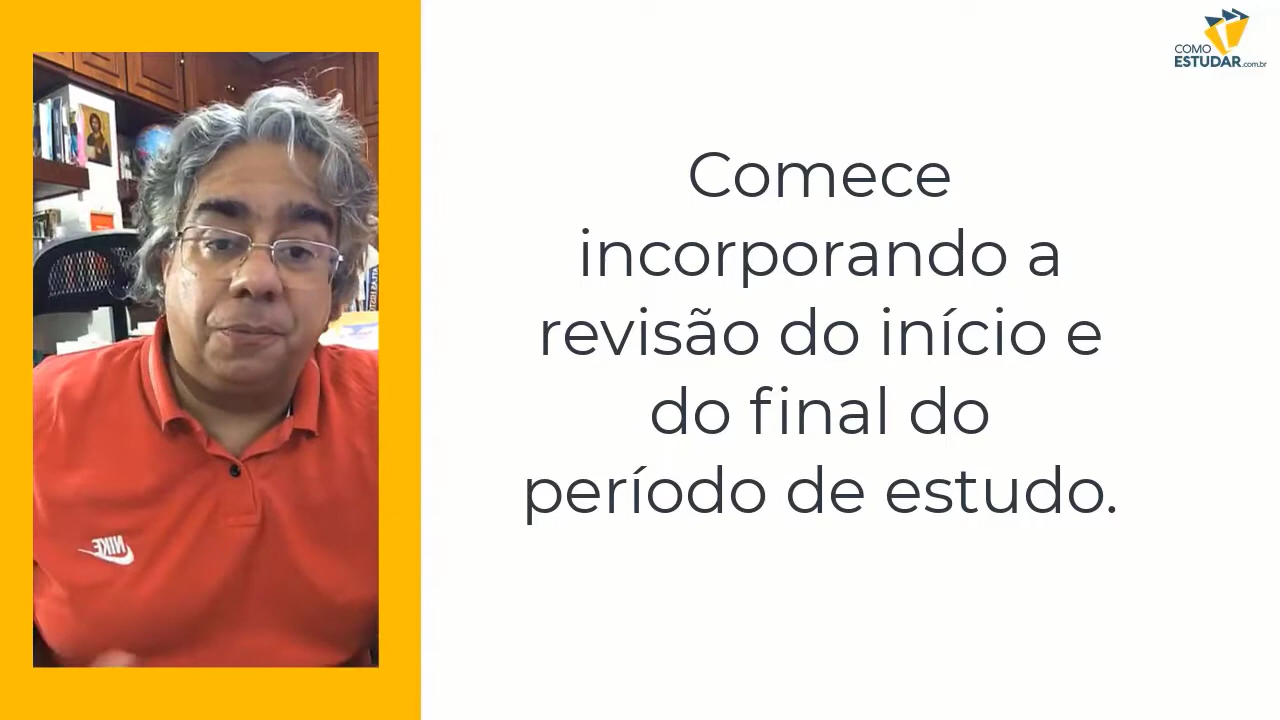 COMO
ESTUDAR.com.br
Comece
incorporando a
revisão do início e
do final do
período de estudo.
NIKE